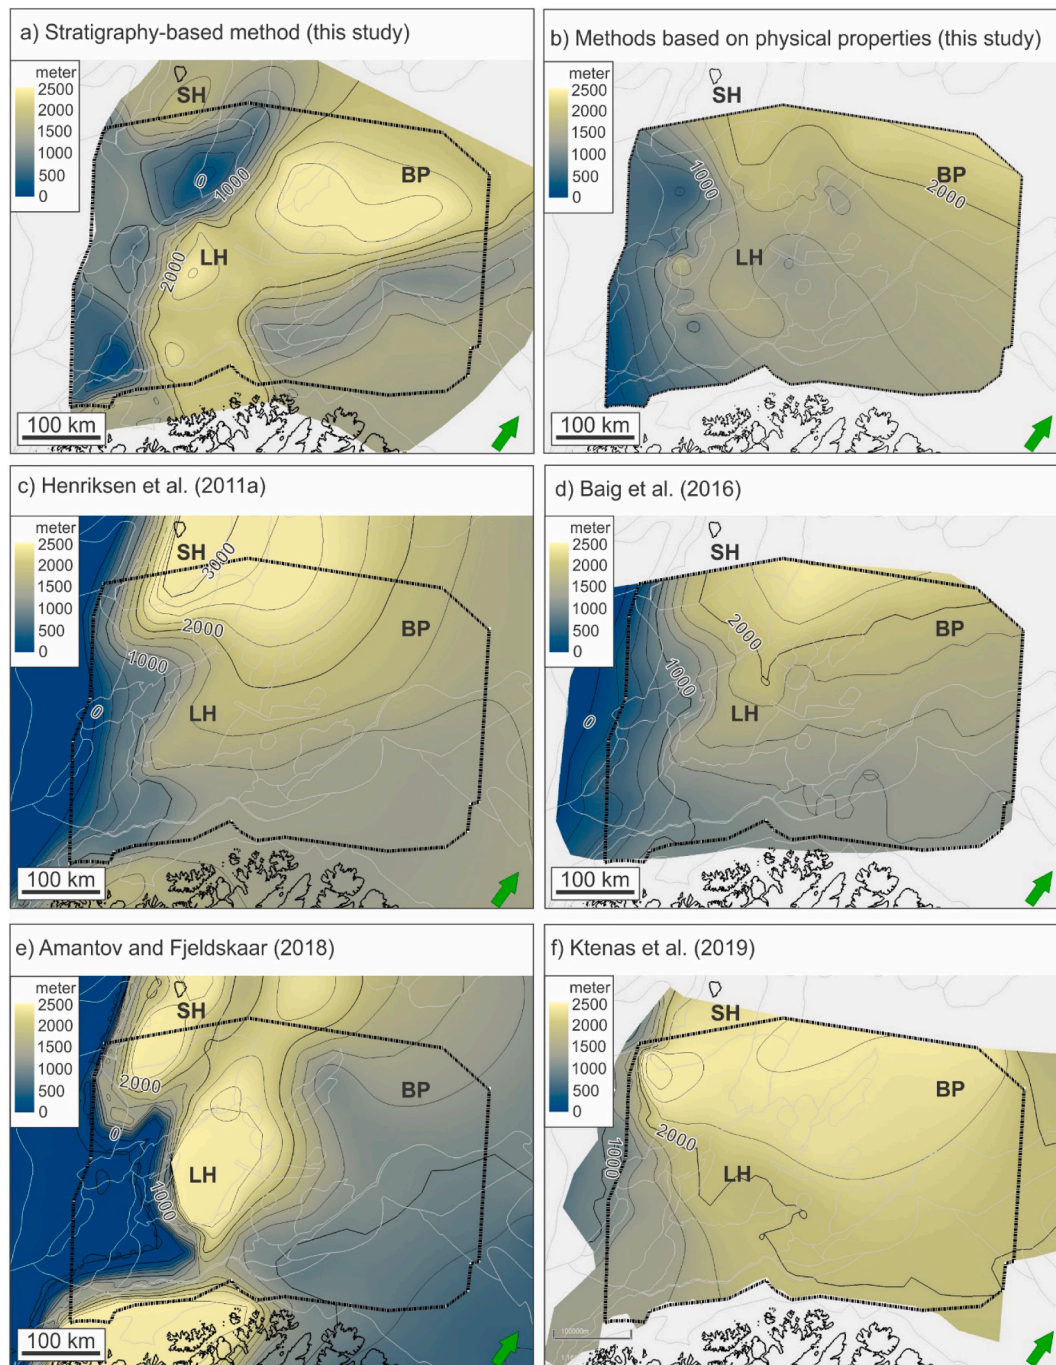 a) Stratigraphy-based method (this study)
meter
2500
2000
1500
1000
500
0
SH
BP
LH
0
1000
2000
100 km
b) Methods based on physical properties (this study)
meter
2500
2000
1500
1000
500
0
SH
BP
LH
1000
2000
100 km
c) Henriksen et al. (2011a)
meter
2500
2000
1500
1000
500
0
SH
3000
2000
BP
1000
0
LH
100 km
d) Baig et al. (2016)
meter
2500
2000
1500
1000
500
0
SH
2000
BP
1000
0
LH
100 km
e) Amantov and Fjeldskaar (2018)
meter
2500
2000
1500
1000
500
0
SH
2000
BP
0
LH
1000
100 km
f) Ktenas et al. (2019)
meter
2500
2000
1500
1000
500
0
SH
BP
2000
1000
LH
100000m